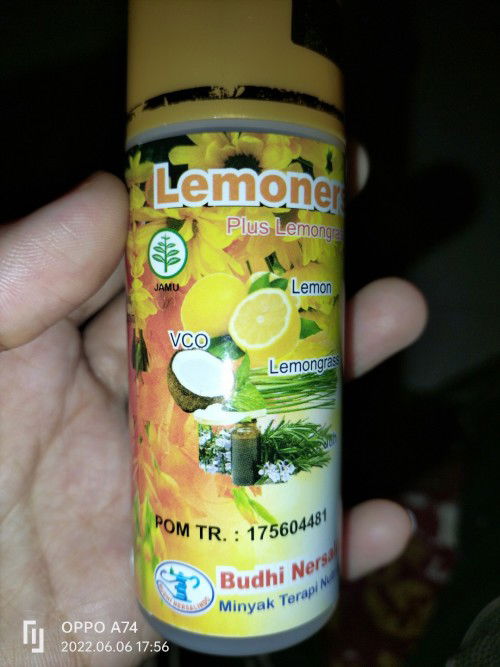 Lemoners
Plus Lemongrass
JAMU
Lemon
VCO
Lemongrass
POM TR. : 175604481
Budhi Nersa
Minyak Terapi
OPPO A74
2022.06.06 17:56